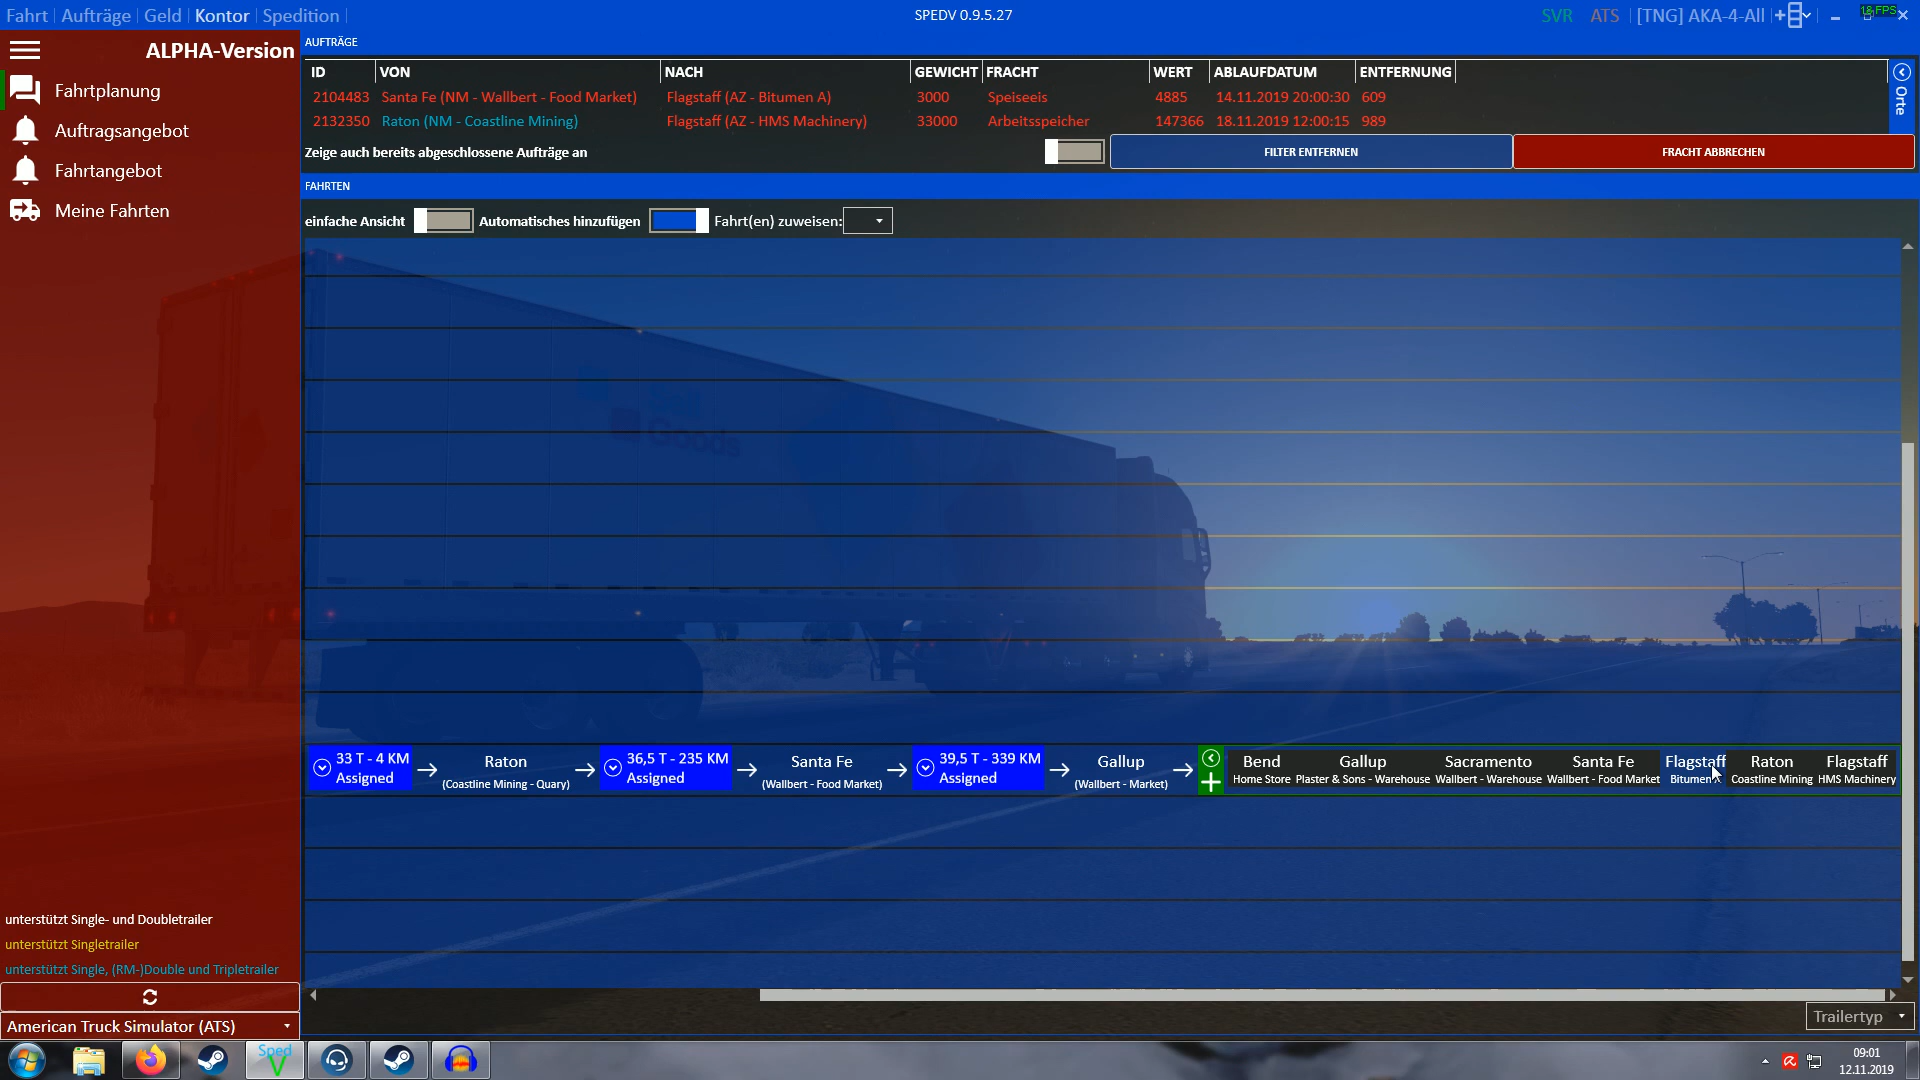 Fahrt | Aufträge | Geld | Kontor | Spedition |
SPEDV 0.9.5.27
SVR ATS | [TNG] AKA-4-All |
18 FPS
ALPHA-Version
Fahrtplanung
Auftragsangebot
Fahrtangebot
Meine Fahrten
AUFTRÄGE
ID VON NACH GEWICHT FRACHT WERT ABLAUFDATUM ENTFERNUNG
2104483 Santa Fe (NM - Wallbert - Food Market) Flagstaff (AZ - Bitumen A) 3000 Speiseeis 4885 14.11.2019 20:00:30 609
2132350 Raton (NM - Coastline Mining) Flagstaff (AZ - HMS Machinery) 33000 Arbeitsspeicher 147366 18.11.2019 12:00:15 989
Orte
Zeige auch bereits abgeschlossene Aufträge an
FILTER ENTFERNEN
FRACHT ABBRECHEN
FAHRTEN
einfache Ansicht Automatisches hinzufügen Fahrt(en) zuweisen:
Goods
33 T - 4 KM
Assigned
Raton
(Coastline Mining - Quary)
36,5 T - 235 KM
Assigned
Santa Fe
(Wallbert - Food Market)
39,5 T - 339 KM
Assigned
Gallup
(Wallbert - Market)
Bend
Home Store
Gallup
Plaster & Sons - Warehouse
Sacramento
Wallbert - Warehouse
Santa Fe
Wallbert - Food Market
Flagstaff
Bitumen
Raton
Coastline Mining
Flagstaff
HMS Machinery
unterstützt Single- und Doubletrailer
unterstützt Singletrailer
unterstützt Single, (RM-)Double und Tripletrailer
American Truck Simulator (ATS)
Trailertyp
Sped
V
09:01
12.11.2019